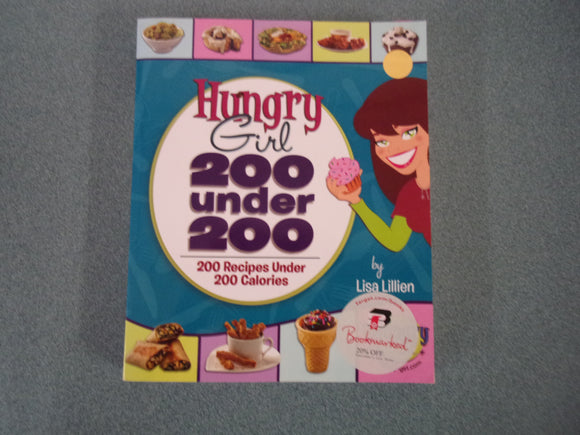 Hungry
Girl
200
under
200
200 Recipes Under
200 Calories
by
Lisa Lillien
Bookmarked
20% OFF